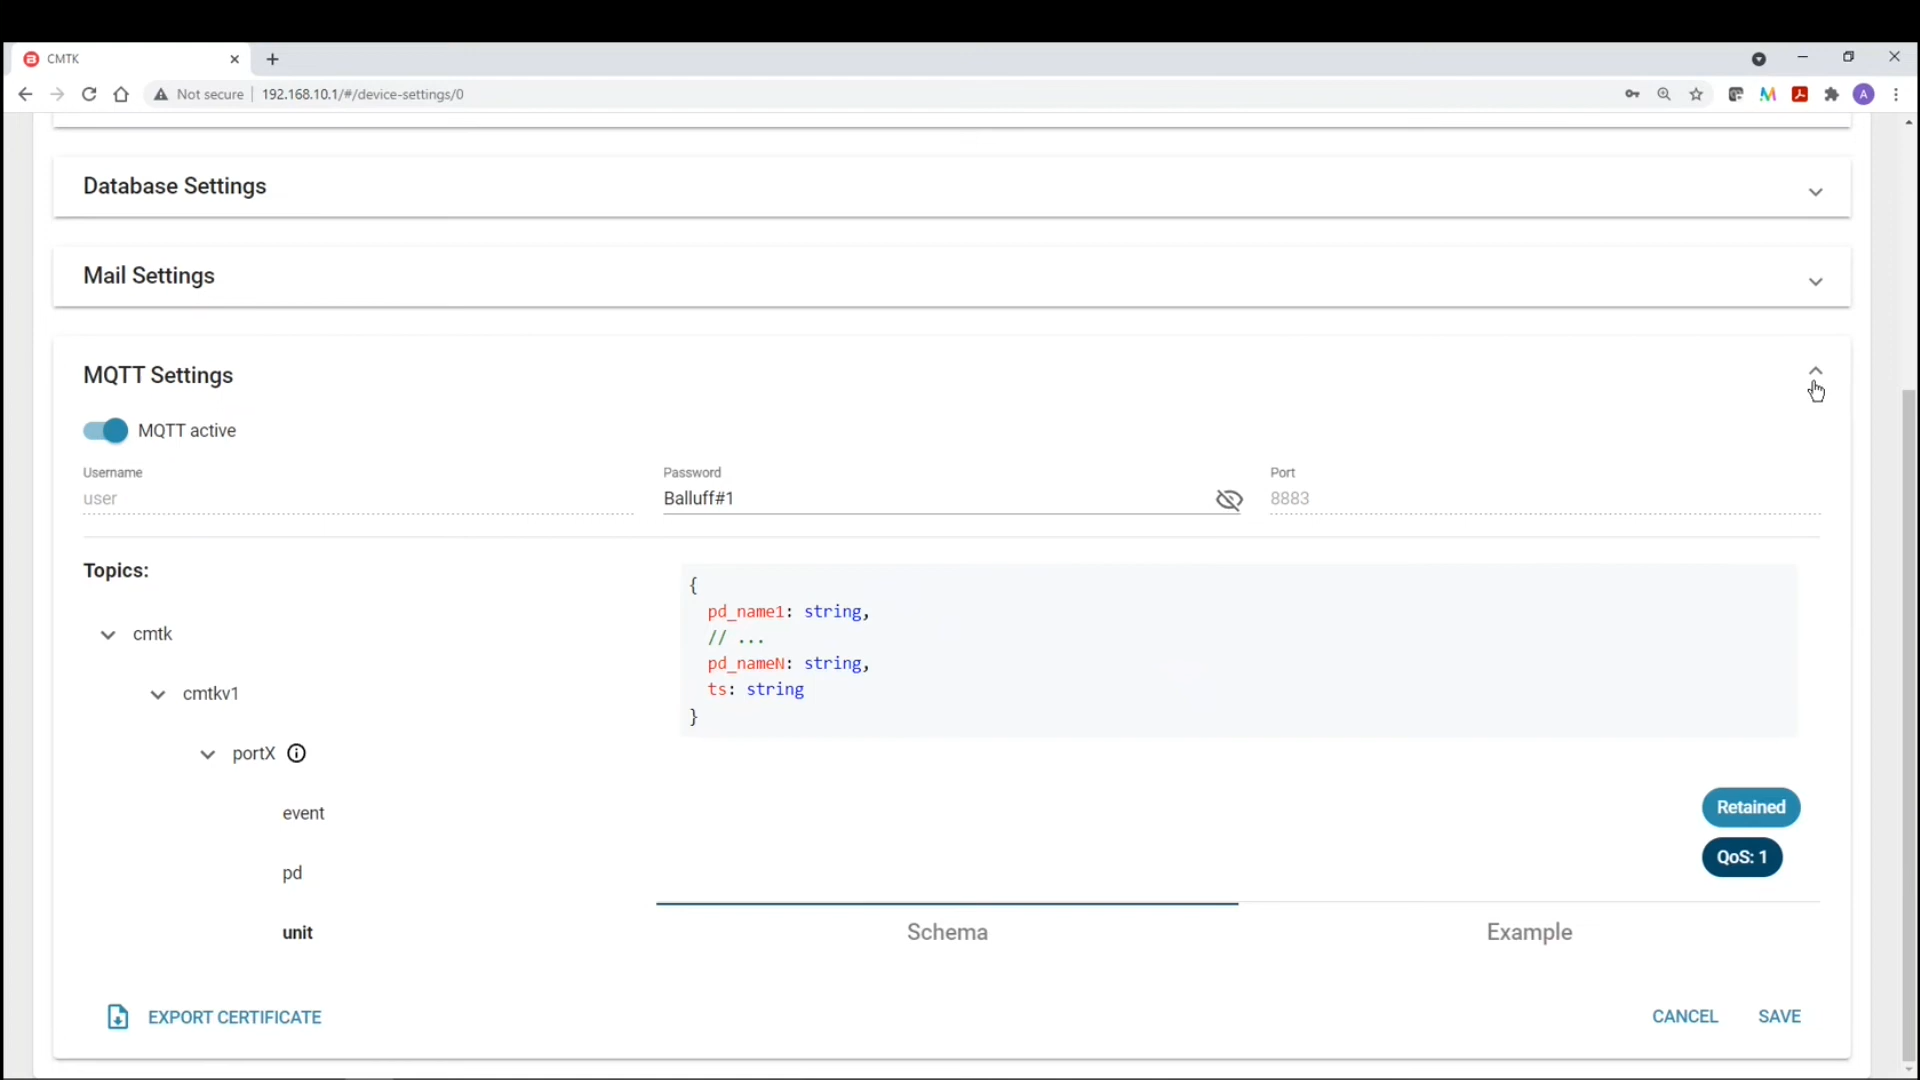 CMTK
Not secure 192.168.10.1/#/device-settings/0
A
Database Settings
Mail Settings
MQTT Settings
MQTT active
Username
Password
Port
user
Balluff#1
8883
Topics:
{
pd_name1: string,
// ...
pd_nameN: string,
ts: string
}
cmtk
cmtkv1
portX
event
pd
unit
Retained
QoS: 1
Schema
Example
EXPORT CERTIFICATE
CANCEL
SAVE